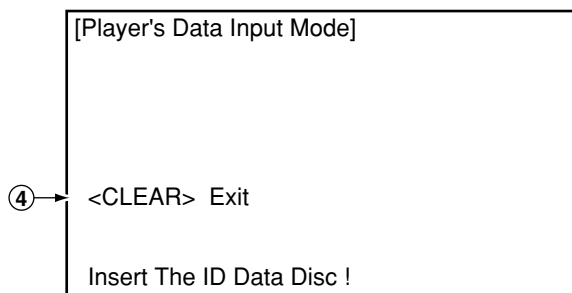 [Player's Data Input Mode]
④ <CLEAR> Exit
Insert The ID Data Disc !